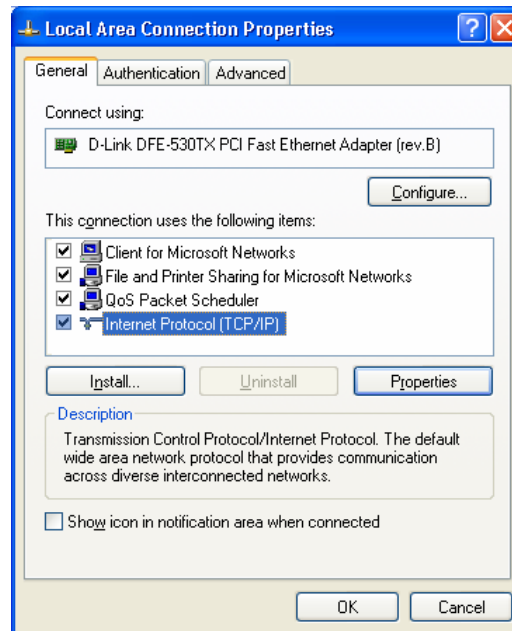 Local Area Connection Properties
General Authentication Advanced
Connect using:
D-Link DFE-530TX PCI Fast Ethernet Adapter (rev.B)
Configure...
This connection uses the following items:
Client for Microsoft Networks
File and Printer Sharing for Microsoft Networks
QoS Packet Scheduler
Internet Protocol (TCP/IP)
Install... Uninstall Properties
Description
Transmission Control Protocol/Internet Protocol. The default
wide area network protocol that provides communication
across diverse interconnected networks.
Show icon in notification area when connected
OK Cancel